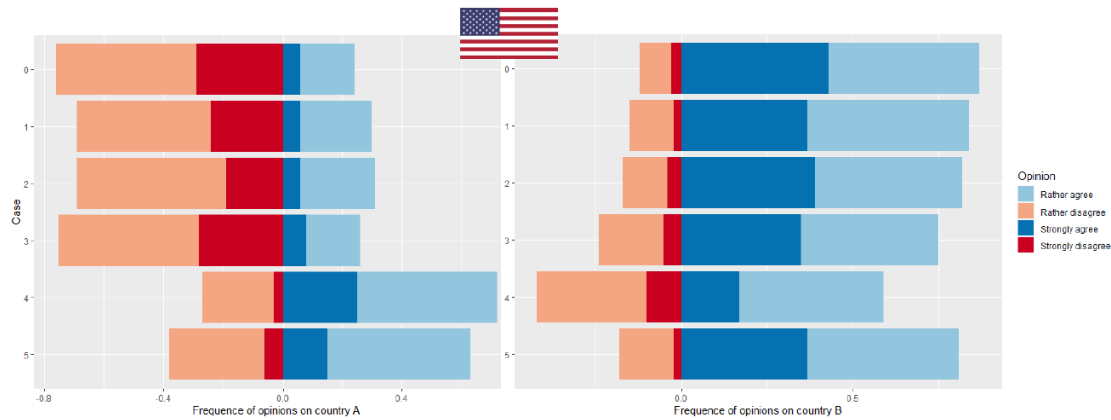 Case
0
1
2
3
4
5
-0.8 -0.4 0.0 0.4
Frequence of opinions on country A
0
1
2
3
4
5
0.0 0.5
Frequence of opinions on country B
Opinion
Rather agree
Rather disagree
Strongly agree
Strongly disagree